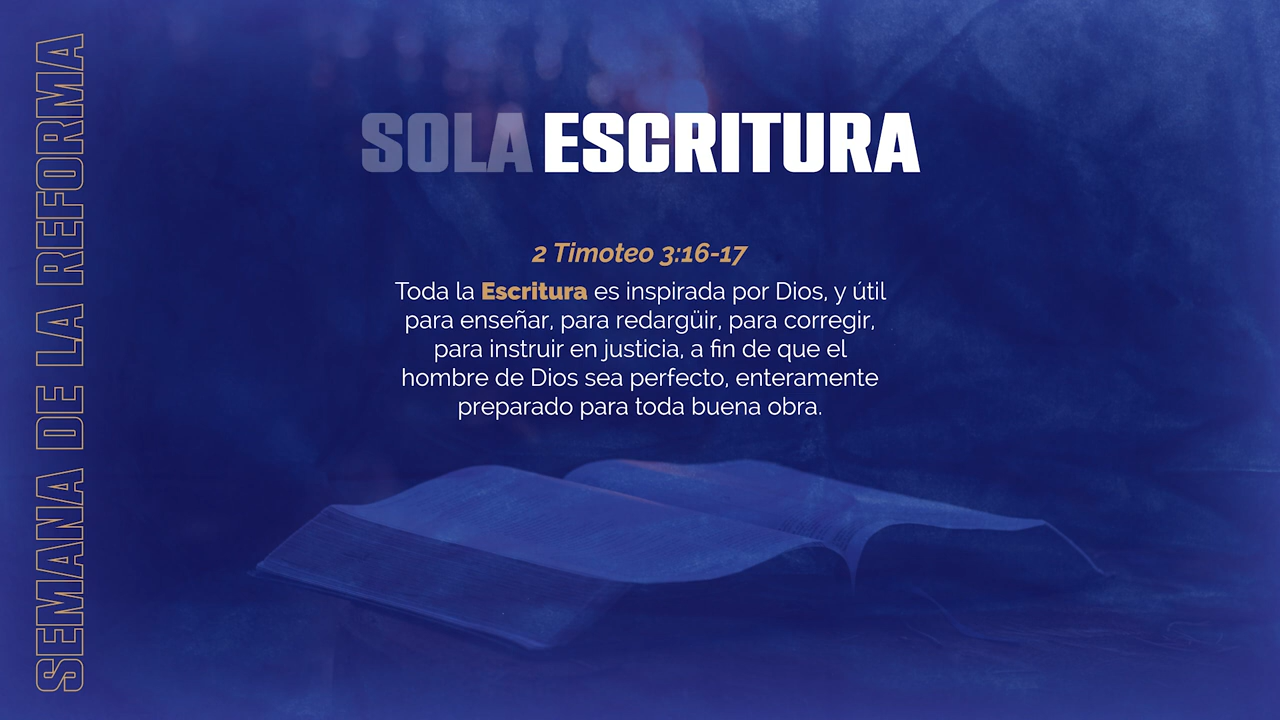 SEMANA DE LA REFORMA
SOLA ESCRITURA
2 Timoteo 3:16-17
Toda la Escritura es inspirada por Dios, y útil
para enseñar, para redargüir, para corregir,
para instruir en justicia, a fin de que el
hombre de Dios sea perfecto, enteramente
preparado para toda buena obra.